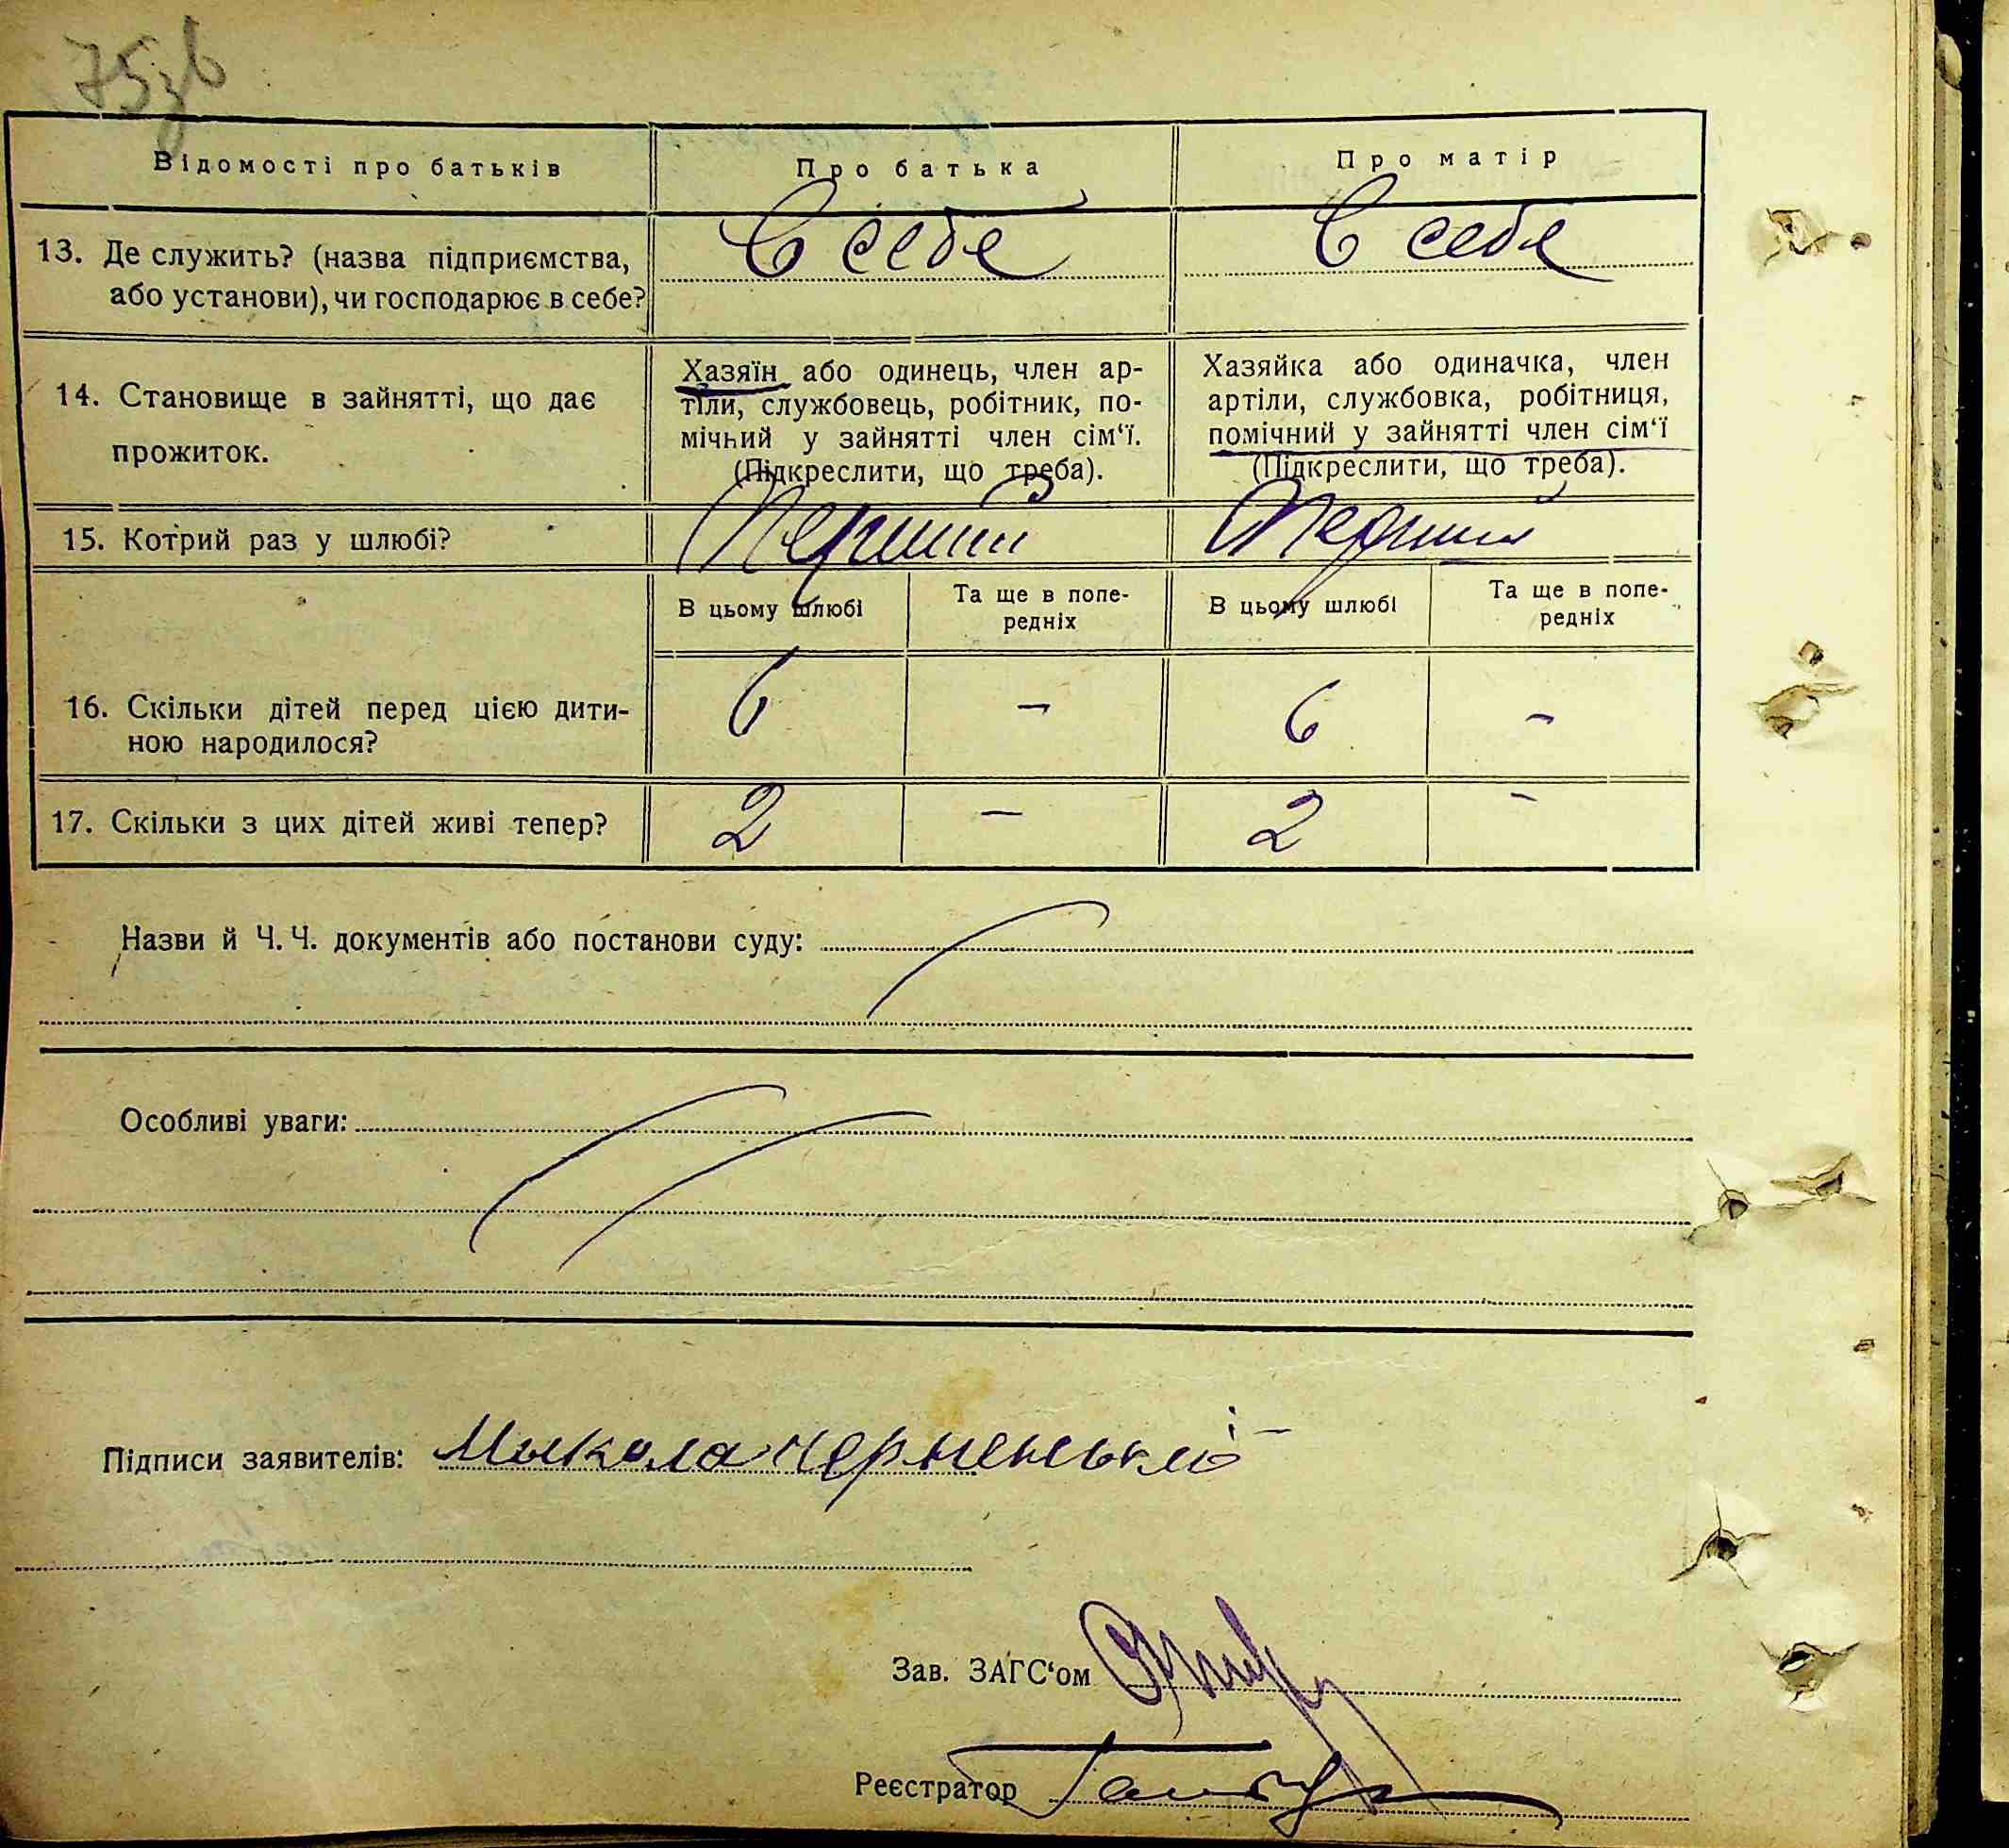 75зв
Відомості про батьків
Про батька
Про матір
13. Де служить? (назва підприємства,
або установи), чи господарює в себе?
В себе
В себе
14. Становище в зайнятті, що дає
прожиток.
Хазяїн або одинець, член ар-
тіли, службовець, робітник, по-
мічний у зайнятті член сім'ї.
(Підкреслити, що треба).
Хазяйка або одиначка, член
артіли, службовка, робітниця,
помічний у зайнятті член сім'ї
(Підкреслити, що треба).
15. Котрий раз у шлюбі?
Перший
Перший
В цьому шлюбі
Та ще в попе-
редніх
В цьому шлюбі
Та ще в попе-
редніх
16. Скільки дітей перед цією дити-
ною народилося?
6
–
6
–
17. Скільки з цих дітей живі тепер?
2
–
2
–
Назви й Ч. Ч. документів або постанови суду:
Особливі уваги:
Підписи заявителів: Мыкола
Зав. ЗАГС'ом
Реєстратор